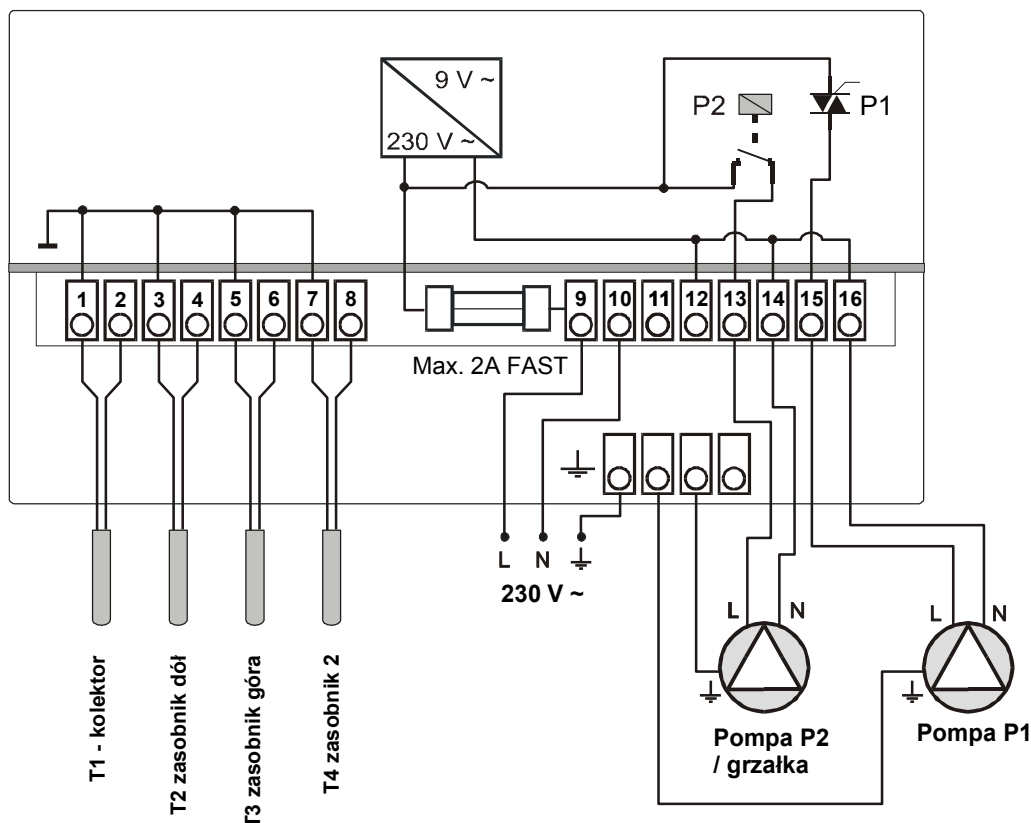 9 V ~
230 V ~
P2
P1
1 2 3 4 5 6 7 8
9 10 11 12 13 14 15 16
Max. 2A FAST
L N
230 V ~
L N
L N
Pompa P2
/ grzałka
Pompa P1
T1 - kolektor
T2 zasobnik dół
T3 zasobnik góra
T4 zasobnik 2